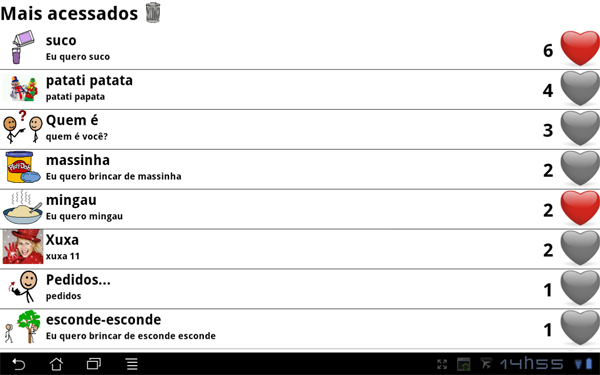 Mais acessados
suco
Eu quero suco
6
patati patata
patati papata
4
?
Quem é
quem é você?
3
Play-Doh
massinha
Eu quero brincar de massinha
2
mingau
Eu quero mingau
2
Xuxa
xuxa 11
2
Pedidos...
pedidos
1
esconde-esconde
Eu quero brincar de esconde esconde
1
14h55